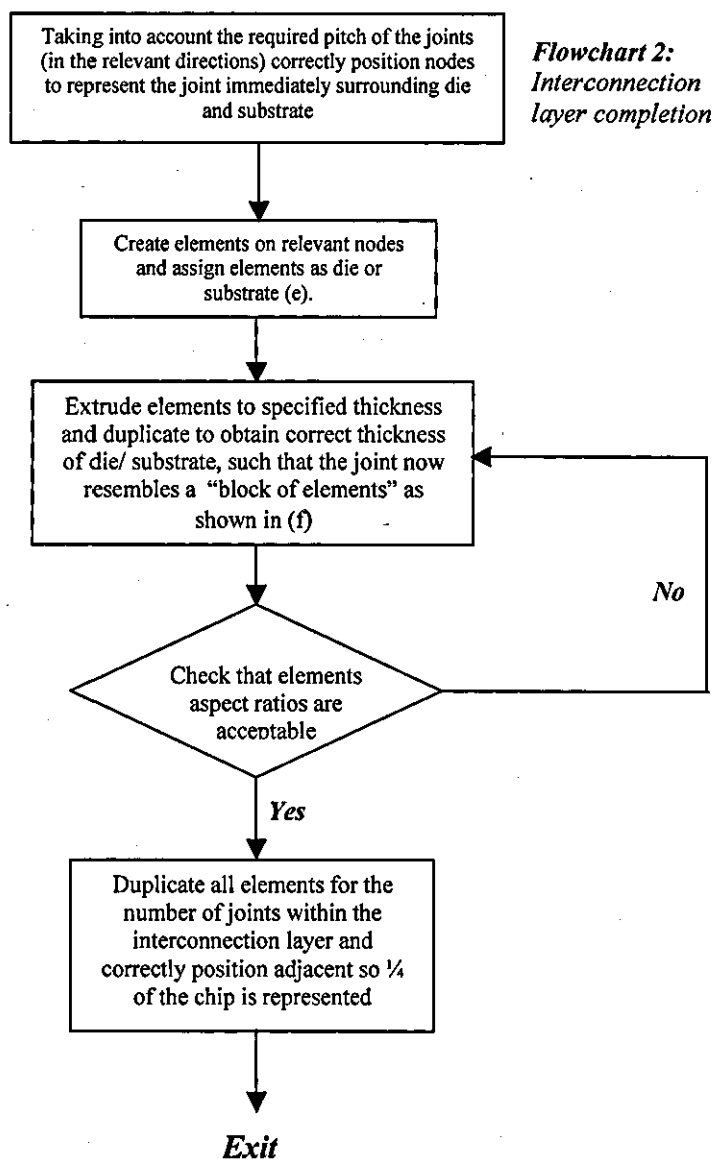 Taking into account the required pitch of the joints
(in the relevant directions) correctly position nodes
to represent the joint immediately surrounding die
and substrate
Flowchart 2:
Interconnection
layer completion
Create elements on relevant nodes
and assign elements as die or
substrate (e).
Extrude elements to specified thickness
and duplicate to obtain correct thickness
of die/ substrate, such that the joint now
resembles a “block of elements” as
shown in (f)
No
Check that elements
aspect ratios are
acceptable
Yes
Duplicate all elements for the
number of joints within the
interconnection layer and
correctly position adjacent so ¼
of the chip is represented
Exit